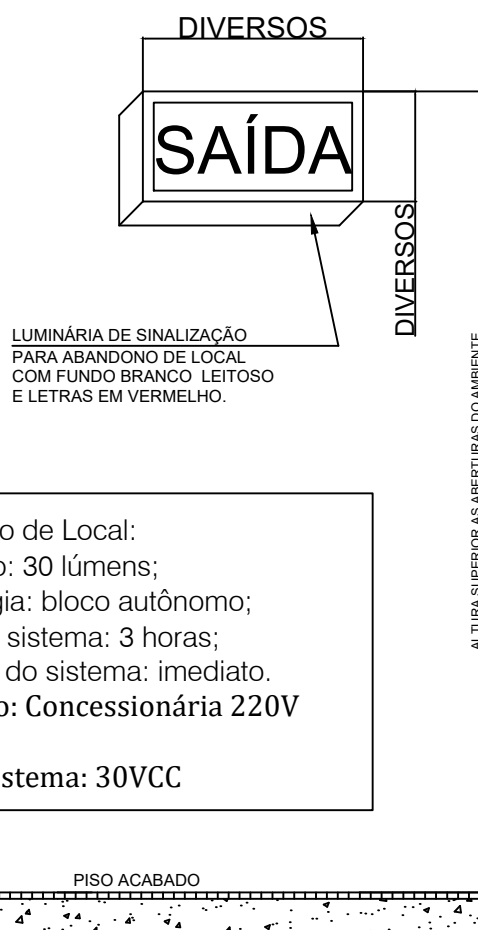 DIVERSOS
SAÍDA
DIVERSOS
LUMINÁRIA DE SINALIZAÇÃO
PARA ABANDONO DE LOCAL
COM FUNDO BRANCO LEITOSO
E LETRAS EM VERMELHO.
ALTURA SUPERIOR AS ABERTURAS DO AMBIENTE
o de Local:
o: 30 lúmens;
gia: bloco autônomo;
sistema: 3 horas;
do sistema: imediato.
o: Concessionária 220V
stema: 30VCC
PISO ACABADO